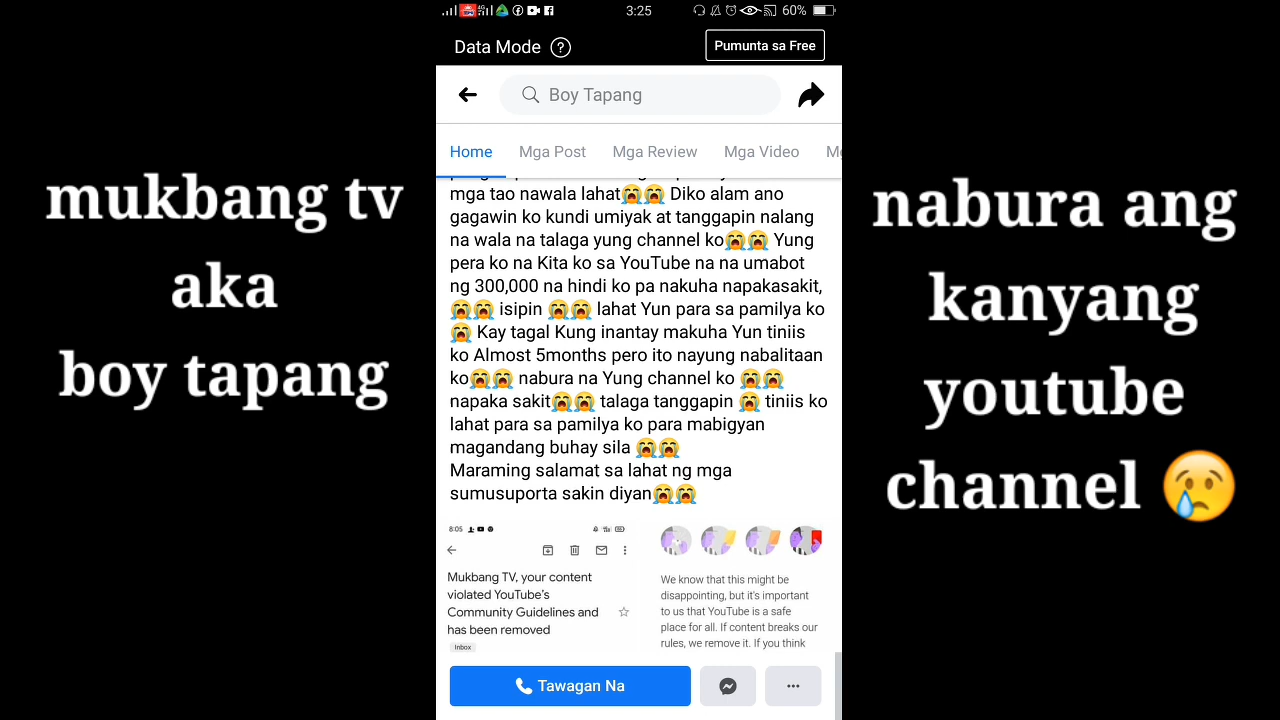 mukbang tv
aka
boy tapang
3:25
60%
Data Mode ?
Pumunta sa Free
Boy Tapang
Home
Mga Post
Mga Review
Mga Video
mga tao nawala lahat😭😭 Diko alam ano
gagawin ko kundi umiyak at tanggapin nalang
na wala na talaga yung channel ko😭😭 Yung
pera ko na Kita ko sa YouTube na na umabot
ng 300,000 na hindi ko pa nakuha napakasakit,
😭😭 isipin 😭😭 lahat Yun para sa pamilya ko
😭 Kay tagal Kung inantay makuha Yun tiniis
ko Almost 5months pero ito nayung nabalitaan
ko😭😭 nabura na Yung channel ko 😭😭
napaka sakit😭😭 talaga tanggapin 😭 tiniis ko
lahat para sa pamilya ko para mabigyan
magandang buhay sila 😭😭
Maraming salamat sa lahat ng mga
sumusuporta sakin diyan😭😭
8:05
Mukbang TV, your content
violated YouTube's
Community Guidelines and
has been removed
Inbox
We know that this might be
disappointing, but it's important
to us that YouTube is a safe
place for all. If content breaks our
rules, we remove it. If you think
Tawagan Na
nabura ang
kanyang
youtube
channel 😢